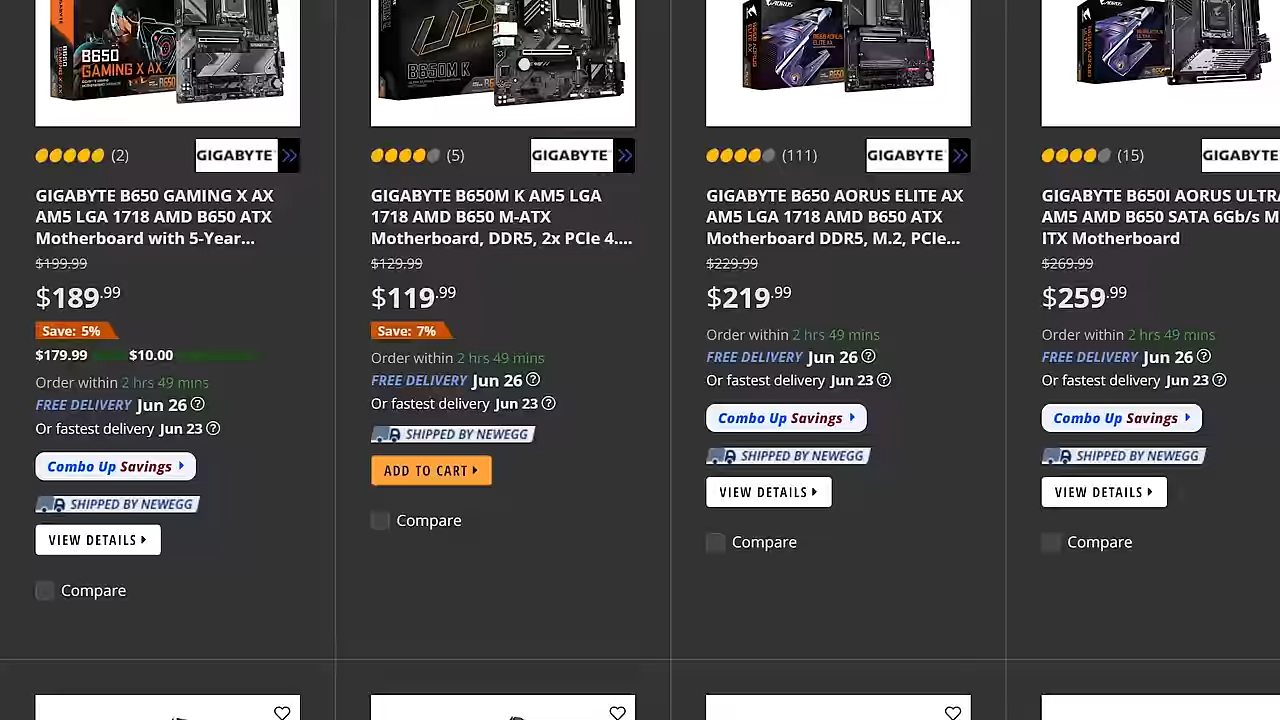 B650
GAMING X AX
B650M K
GIGABYTE
(2)
GIGABYTE B650 GAMING X AX
AM5 LGA 1718 AMD B650 ATX
Motherboard with 5-Year...
$199.99
$189.99
Save: 5%
$179.99
$10.00
Order within 2 hrs 49 mins
FREE DELIVERY Jun 26
Or fastest delivery Jun 23
Combo Up Savings
SHIPPED BY NEWEGG
VIEW DETAILS
Compare
(5)
GIGABYTE
GIGABYTE B650M K AM5 LGA
1718 AMD B650 M-ATX
Motherboard, DDR5, 2x PCIe 4....
$129.99
$119.99
Save: 7%
Order within 2 hrs 49 mins
FREE DELIVERY Jun 26
Or fastest delivery Jun 23
SHIPPED BY NEWEGG
ADD TO CART
Compare
(111)
GIGABYTE
GIGABYTE B650 AORUS ELITE AX
AM5 LGA 1718 AMD B650 ATX
Motherboard DDR5, M.2, PCIe...
$229.99
$219.99
Order within 2 hrs 49 mins
FREE DELIVERY Jun 26
Or fastest delivery Jun 23
Combo Up Savings
SHIPPED BY NEWEGG
VIEW DETAILS
Compare
(15)
GIGABYTE
GIGABYTE B650I AORUS ULTRA
AM5 AMD B650 SATA 6Gb/s M
ITX Motherboard
$269.99
$259.99
Order within 2 hrs 49 mins
FREE DELIVERY Jun 26
Or fastest delivery Jun 23
Combo Up Savings
SHIPPED BY NEWEGG
VIEW DETAILS
Compare